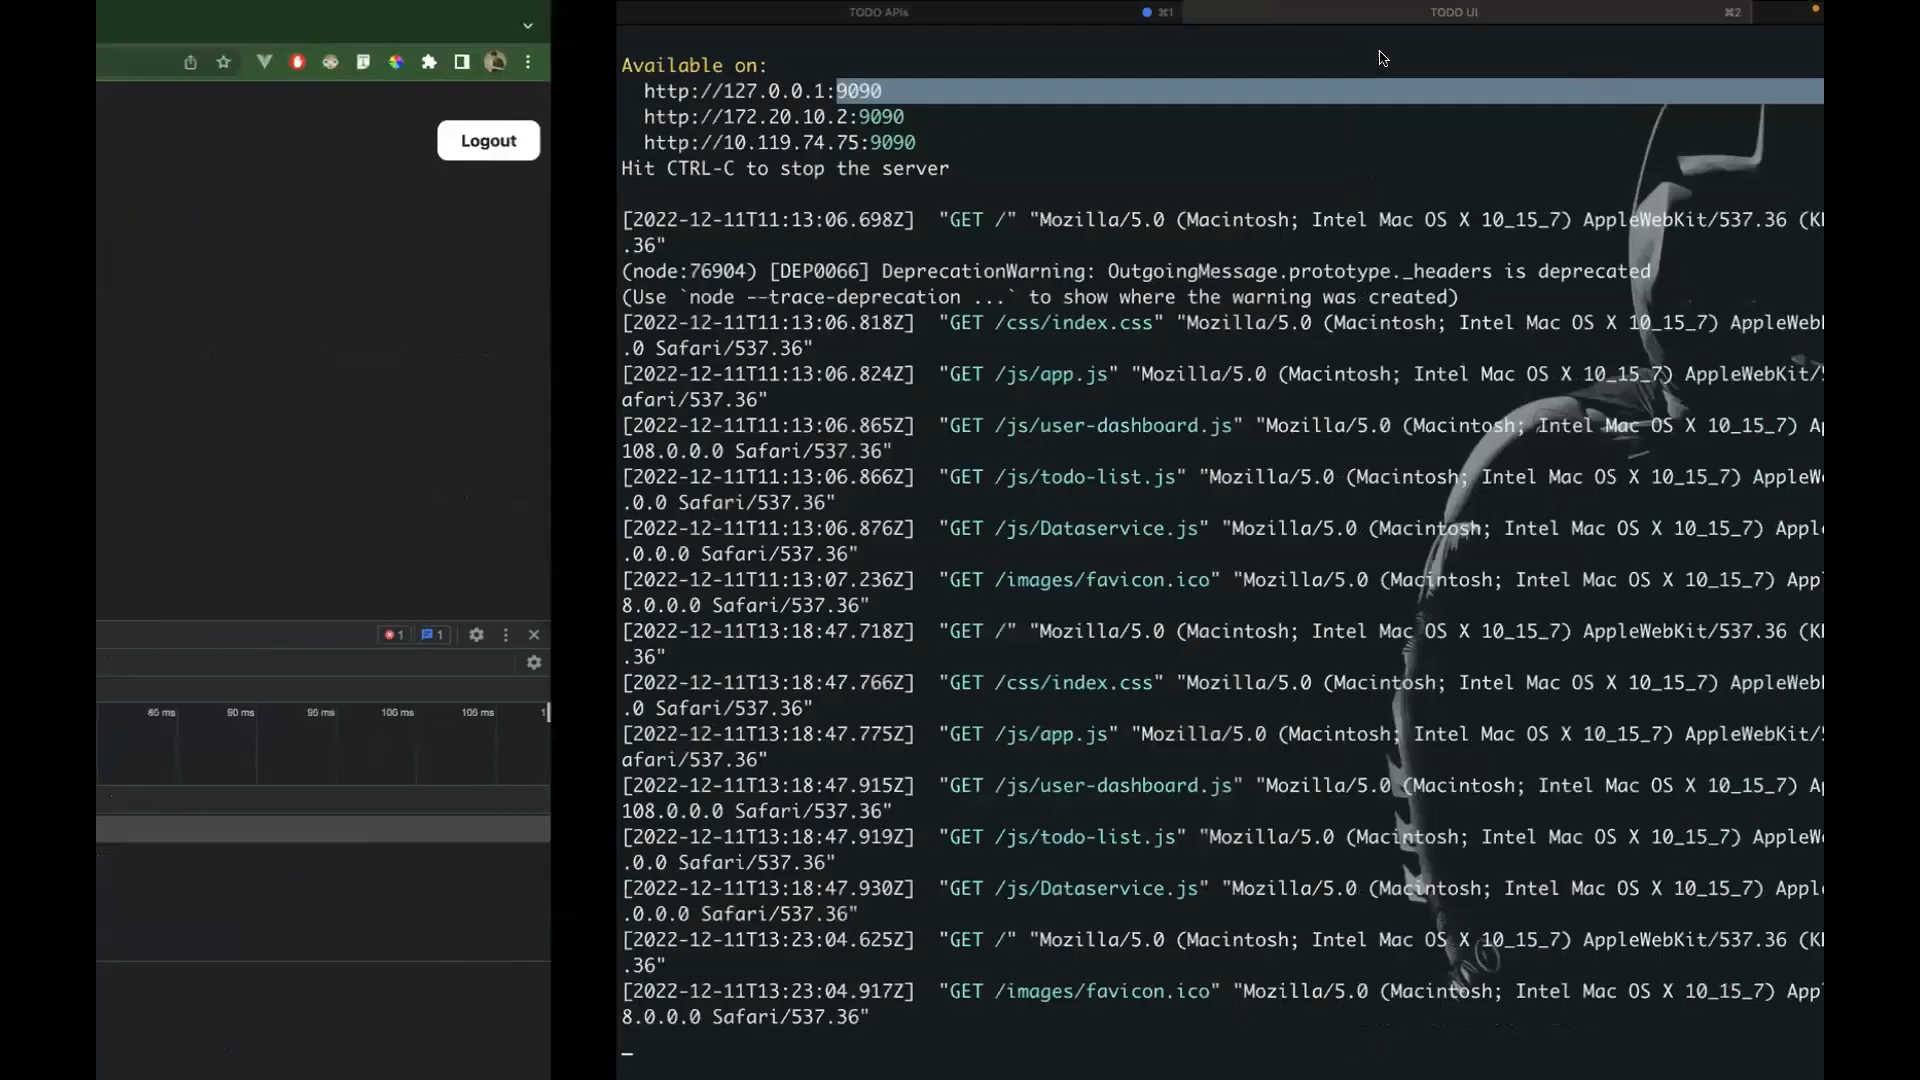 TODO APIs
⌘1
TODO UI
⌘2
Logout
1
1
85 ms
90 ms
95 ms
100 ms
105 ms
1
Available on:
http://127.0.0.1:9090
http://172.20.10.2:9090
http://10.119.74.75:9090
Hit CTRL-C to stop the server
[2022-12-11T11:13:06.698Z]  "GET /" "Mozilla/5.0 (Macintosh; Intel Mac OS X 10_15_7) AppleWebKit/537.36 (K
.36"
(node:76904) [DEP0066] DeprecationWarning: OutgoingMessage.prototype._headers is deprecated
(Use `node --trace-deprecation ...` to show where the warning was created)
[2022-12-11T11:13:06.818Z]  "GET /css/index.css" "Mozilla/5.0 (Macintosh; Intel Mac OS X 10_15_7) AppleWeb
.0 Safari/537.36"
[2022-12-11T11:13:06.824Z]  "GET /js/app.js" "Mozilla/5.0 (Macintosh; Intel Mac OS X 10_15_7) AppleWebKit/
afari/537.36"
[2022-12-11T11:13:06.865Z]  "GET /js/user-dashboard.js" "Mozilla/5.0 (Macintosh; Intel Mac OS X 10_15_7) A
108.0.0.0 Safari/537.36"
[2022-12-11T11:13:06.866Z]  "GET /js/todo-list.js" "Mozilla/5.0 (Macintosh; Intel Mac OS X 10_15_7) AppleW
.0.0 Safari/537.36"
[2022-12-11T11:13:06.876Z]  "GET /js/Dataservice.js" "Mozilla/5.0 (Macintosh; Intel Mac OS X 10_15_7) Apple
.0.0.0 Safari/537.36"
[2022-12-11T11:13:07.236Z]  "GET /images/favicon.ico" "Mozilla/5.0 (Macintosh; Intel Mac OS X 10_15_7) App
8.0.0.0 Safari/537.36"
[2022-12-11T13:18:47.718Z]  "GET /" "Mozilla/5.0 (Macintosh; Intel Mac OS X 10_15_7) AppleWebKit/537.36 (K
.36"
[2022-12-11T13:18:47.766Z]  "GET /css/index.css" "Mozilla/5.0 (Macintosh; Intel Mac OS X 10_15_7) AppleWeb
.0 Safari/537.36"
[2022-12-11T13:18:47.775Z]  "GET /js/app.js" "Mozilla/5.0 (Macintosh; Intel Mac OS X 10_15_7) AppleWebKit/
afari/537.36"
[2022-12-11T13:18:47.915Z]  "GET /js/user-dashboard.js" "Mozilla/5.0 (Macintosh; Intel Mac OS X 10_15_7) A
108.0.0.0 Safari/537.36"
[2022-12-11T13:18:47.919Z]  "GET /js/todo-list.js" "Mozilla/5.0 (Macintosh; Intel Mac OS X 10_15_7) AppleW
.0.0 Safari/537.36"
[2022-12-11T13:18:47.930Z]  "GET /js/Dataservice.js" "Mozilla/5.0 (Macintosh; Intel Mac OS X 10_15_7) Apple
.0.0.0 Safari/537.36"
[2022-12-11T13:23:04.625Z]  "GET /" "Mozilla/5.0 (Macintosh; Intel Mac OS X 10_15_7) AppleWebKit/537.36 (K
.36"
[2022-12-11T13:23:04.917Z]  "GET /images/favicon.ico" "Mozilla/5.0 (Macintosh; Intel Mac OS X 10_15_7) App
8.0.0.0 Safari/537.36"